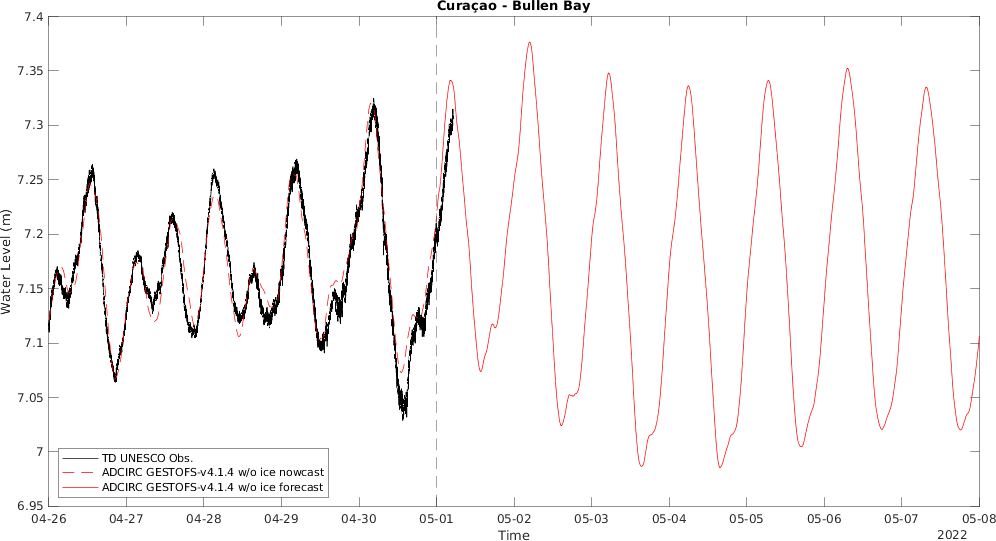 Curaçao - Bullen Bay
7.4
7.35
7.3
7.25
7.2
7.15
7.1
7.05
7
6.95
Water Level (m)
TD UNESCO Obs.
ADCIRC GESTOFS-v4.1.4 w/o ice nowcast
ADCIRC GESTOFS-v4.1.4 w/o ice forecast
04-26 04-27 04-28 04-29 04-30 05-01 05-02 05-03 05-04 05-05 05-06 05-07 05-08
Time
2022